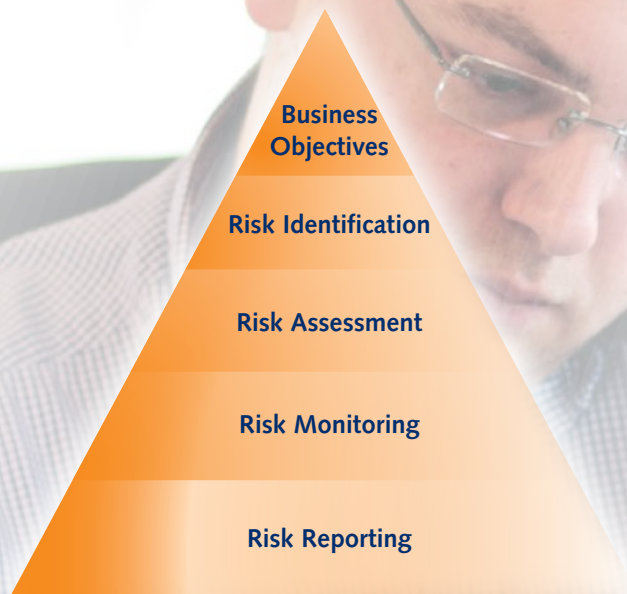 Business
Objectives
Risk Identification
Risk Assessment
Risk Monitoring
Risk Reporting